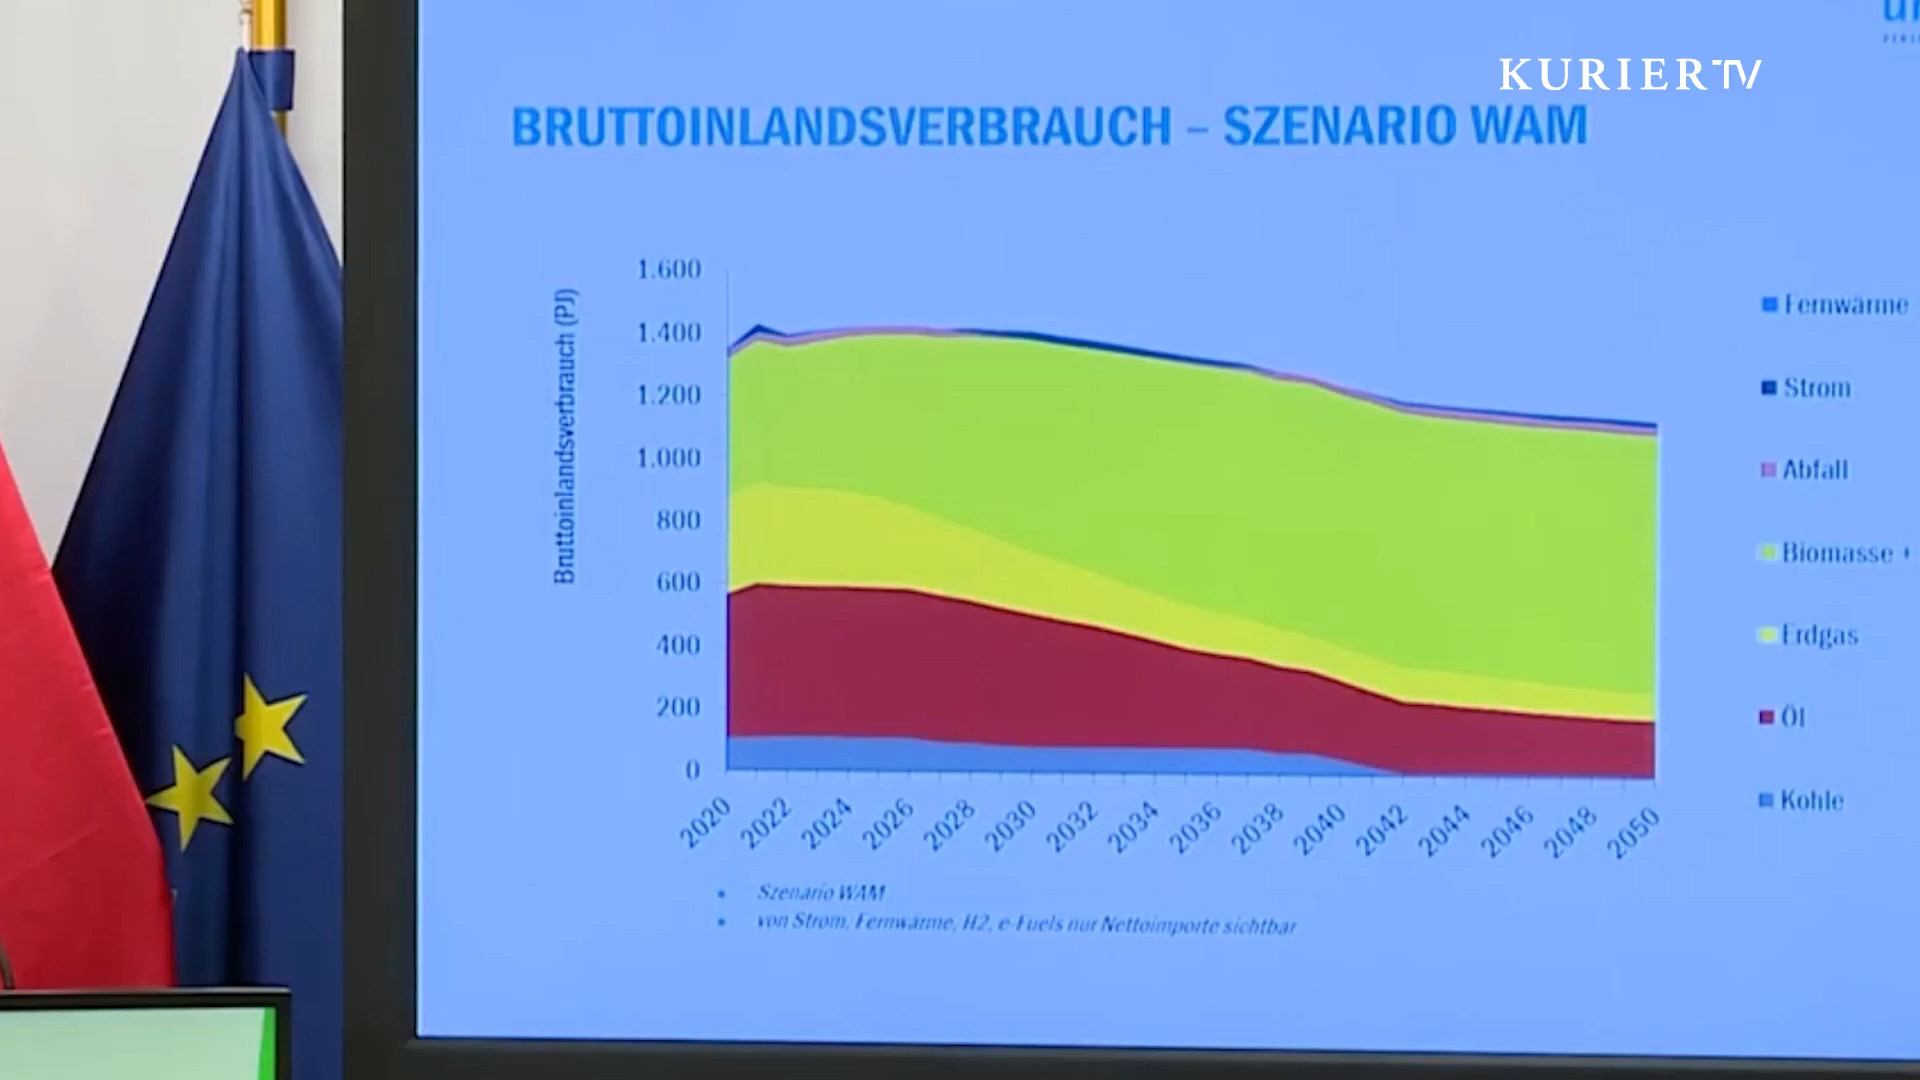 KURIER TV
BRUTTOINLANDSVERBRAUCH – SZENARIO WAM
Bruttoinlandsverbrauch (PJ)
1.600
1.400
1.200
1.000
800
600
400
200
0
2020 2022 2024 2026 2028 2030 2032 2034 2036 2038 2040 2042 2044 2046 2048 2050
Fernwärme
Strom
Abfall
Biomasse +
Erdgas
Öl
Kohle
• Szenario WAM
• von Strom, Fernwärme, H2, e-Fuels nur Nettoimporte sichtbar